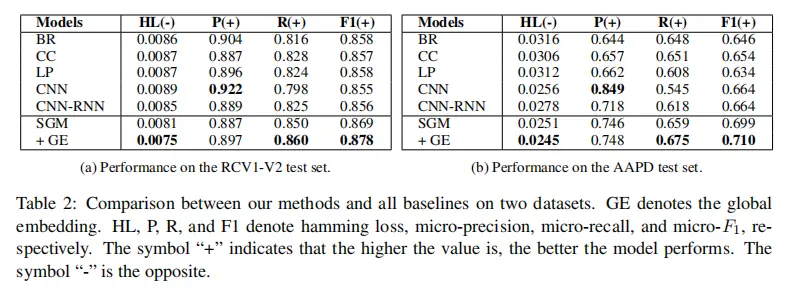 Models HL(-) P(+) R(+) F1(+)
BR 0.0086 0.904 0.816 0.858
CC 0.0087 0.887 0.828 0.857
LP 0.0087 0.896 0.824 0.858
CNN 0.0089 0.922 0.798 0.855
CNN-RNN 0.0085 0.889 0.825 0.856
SGM 0.0081 0.887 0.850 0.869
+ GE 0.0075 0.897 0.860 0.878
(a) Performance on the RCV1-V2 test set.
Models HL(-) P(+) R(+) F1(+)
BR 0.0316 0.644 0.648 0.646
CC 0.0306 0.657 0.651 0.654
LP 0.0312 0.662 0.608 0.634
CNN 0.0256 0.849 0.545 0.664
CNN-RNN 0.0278 0.718 0.618 0.664
SGM 0.0251 0.746 0.659 0.699
+ GE 0.0245 0.748 0.675 0.710
(b) Performance on the AAPD test set.
Table 2: Comparison between our methods and all baselines on two datasets. GE denotes the global
embedding. HL, P, R, and F1 denote hamming loss, micro-precision, micro-recall, and micro-F1, re-
spectively. The symbol “+” indicates that the higher the value is, the better the model performs. The
symbol “-” is the opposite.